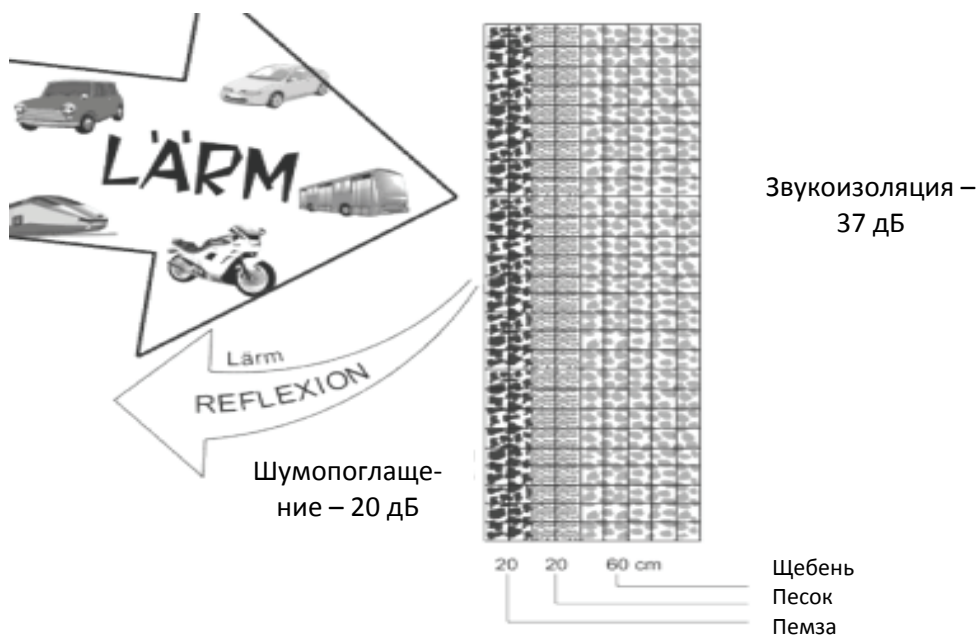 LÄRM
Звукоизоляция –
37 дБ
Lärm
REFLEXION
Шумопоглаще-
ние – 20 дБ
20 20 60 cm
Щебень
Песок
Пемза